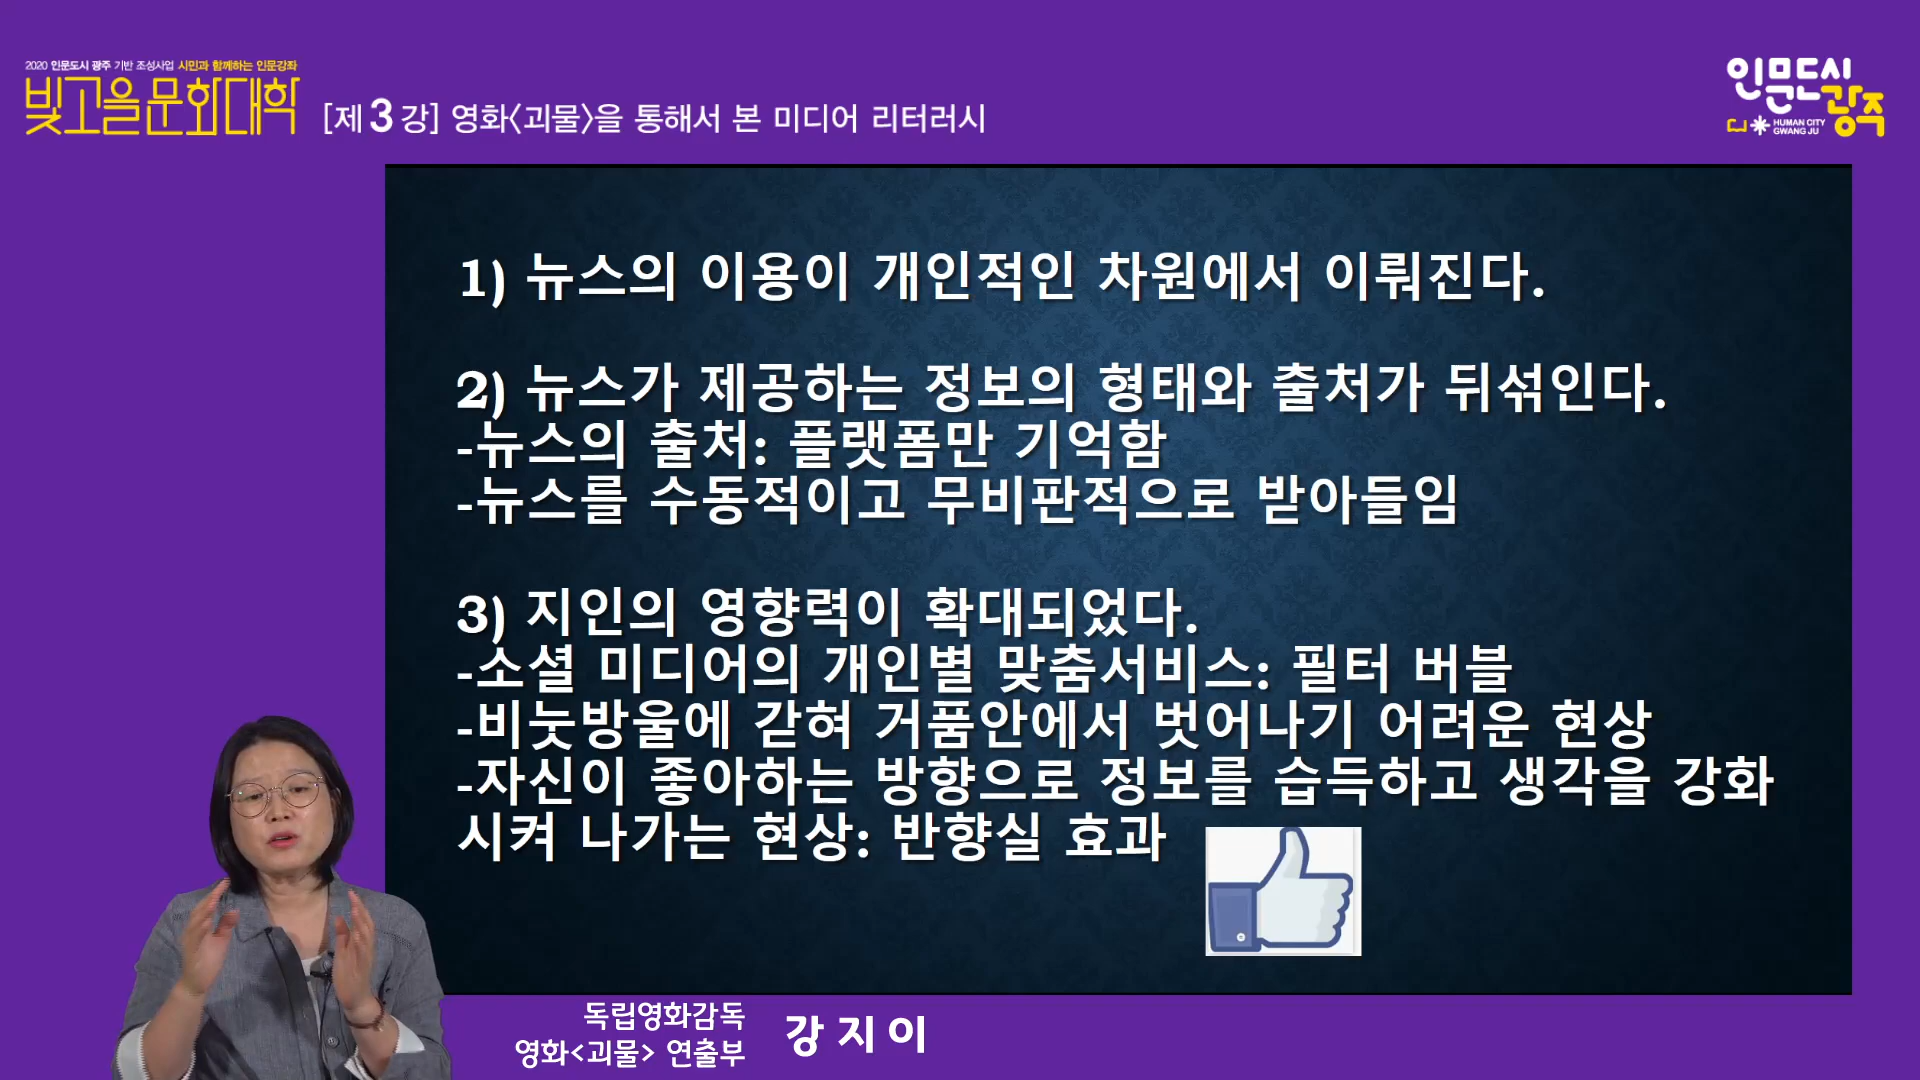 2020 인문도시 광주 기반 조성사업 시민과 함께하는 인문강좌
빛고을문화대학
[제3강] 영화<괴물>을 통해서 본 미디어 리터러시
인문도시
광주
HUMAN CITY
GWANG JU
1) 뉴스의 이용이 개인적인 차원에서 이뤄진다.
2) 뉴스가 제공하는 정보의 형태와 출처가 뒤섞인다.
-뉴스의 출처: 플랫폼만 기억함
-뉴스를 수동적이고 무비판적으로 받아들임
3) 지인의 영향력이 확대되었다.
-소셜 미디어의 개인별 맞춤서비스: 필터 버블
-비눗방울에 갇혀 거품안에서 벗어나기 어려운 현상
-자신이 좋아하는 방향으로 정보를 습득하고 생각을 강화
시켜 나가는 현상: 반향실 효과
독립영화감독
영화<괴물> 연출부
강지이